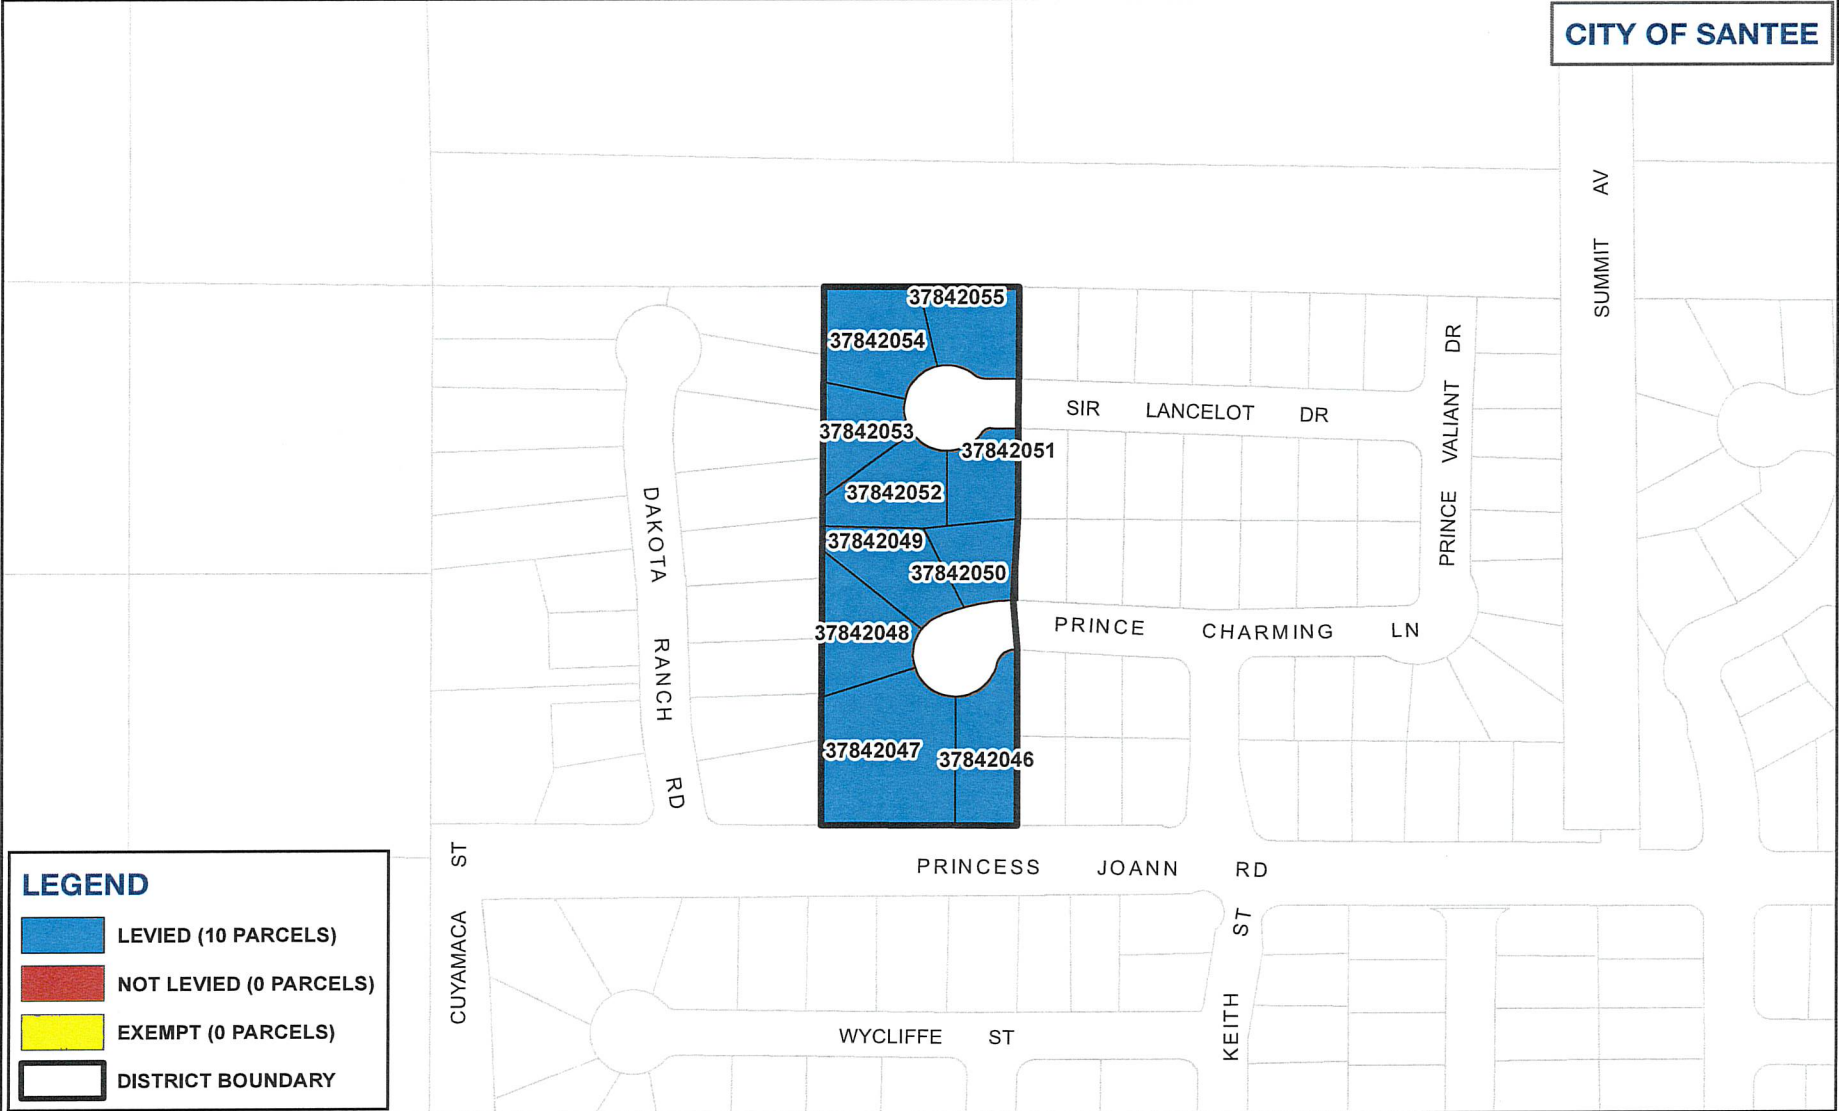 CITY OF SANTEE
SUMMIT AV
37842055
37842054
PRINCE VALIANT DR
SIR LANCELOT DR
37842053
37842051
37842052
DAKOTA RANCH RD
37842049
37842050
PRINCE CHARMING LN
37842048
37842047
37842046
PRINCESS JOANN RD
CUYAMACA ST
KEITH ST
WYCLIFFE ST
LEGEND
LEVIED (10 PARCELS)
NOT LEVIED (0 PARCELS)
EXEMPT (0 PARCELS)
DISTRICT BOUNDARY